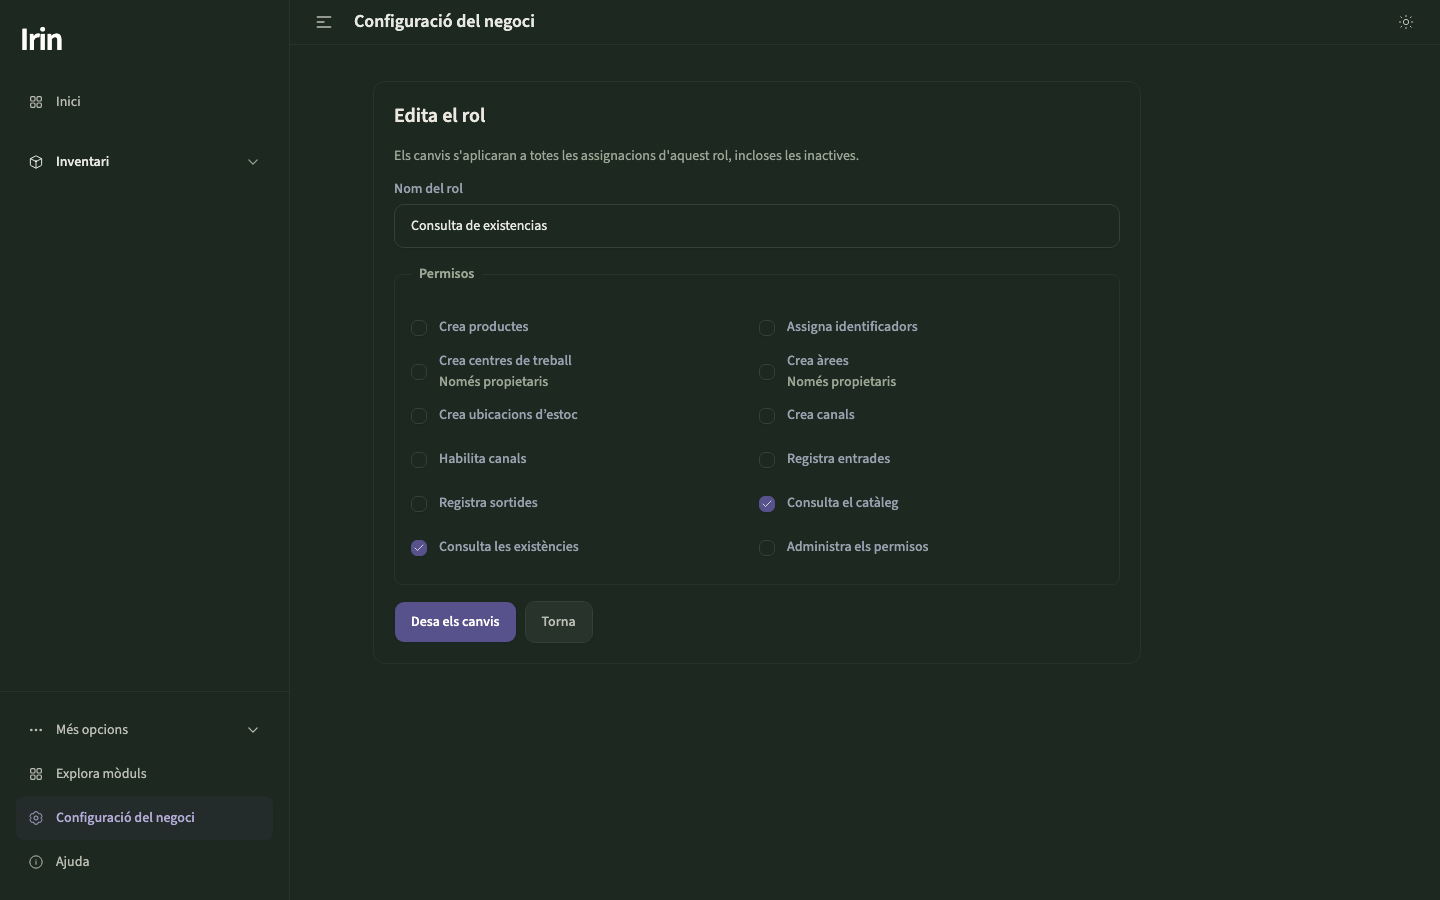 Irin
Configuració del negoci
Inici
Inventari
Edita el rol
Els canvis s'aplicaran a totes les assignacions d'aquest rol, incloses les inactives.
Nom del rol
Consulta de existencias
Permisos
Crea productes
Assigna identificadors
Crea centres de treball
Només propietaris
Crea àrees
Només propietaris
Crea ubicacions d’estoc
Crea canals
Habilita canals
Registra entrades
Registra sortides
Consulta el catàleg
Consulta les existències
Administra els permisos
Desa els canvis
Torna
Més opcions
Explora mòduls
Configuració del negoci
Ajuda